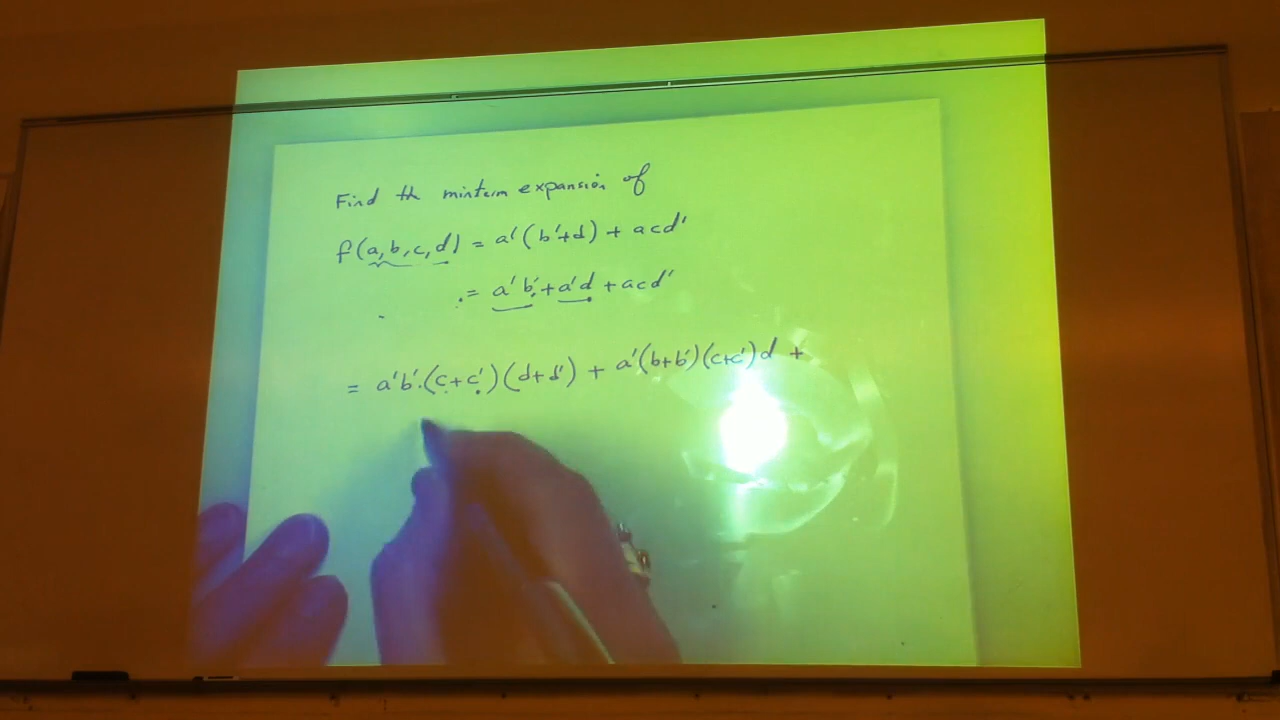 Find the minterm expansion of
f(a,b,c,d) = a'(b'+d) + acd'
= a'b' + a'd + acd'
= a'b'·(c+c')(d+d') + a'(b+b')(c+c')d +